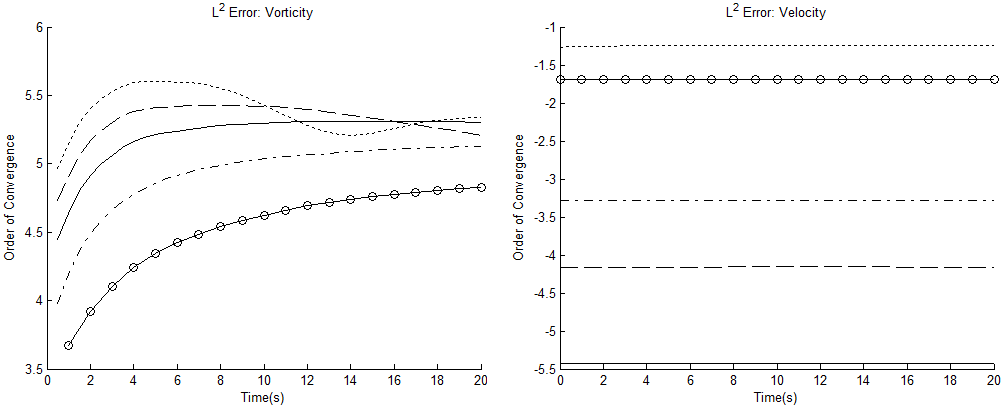 L2 Error: Vorticity
6
5.5
5
4.5
4
3.5
Order of Convergence
0 2 4 6 8 10 12 14 16 18 20
Time(s)
L2 Error: Velocity
-1
-1.5
-2
-2.5
-3
-3.5
-4
-4.5
-5
-5.5
Order of Convergence
0 2 4 6 8 10 12 14 16 18 20
Time(s)